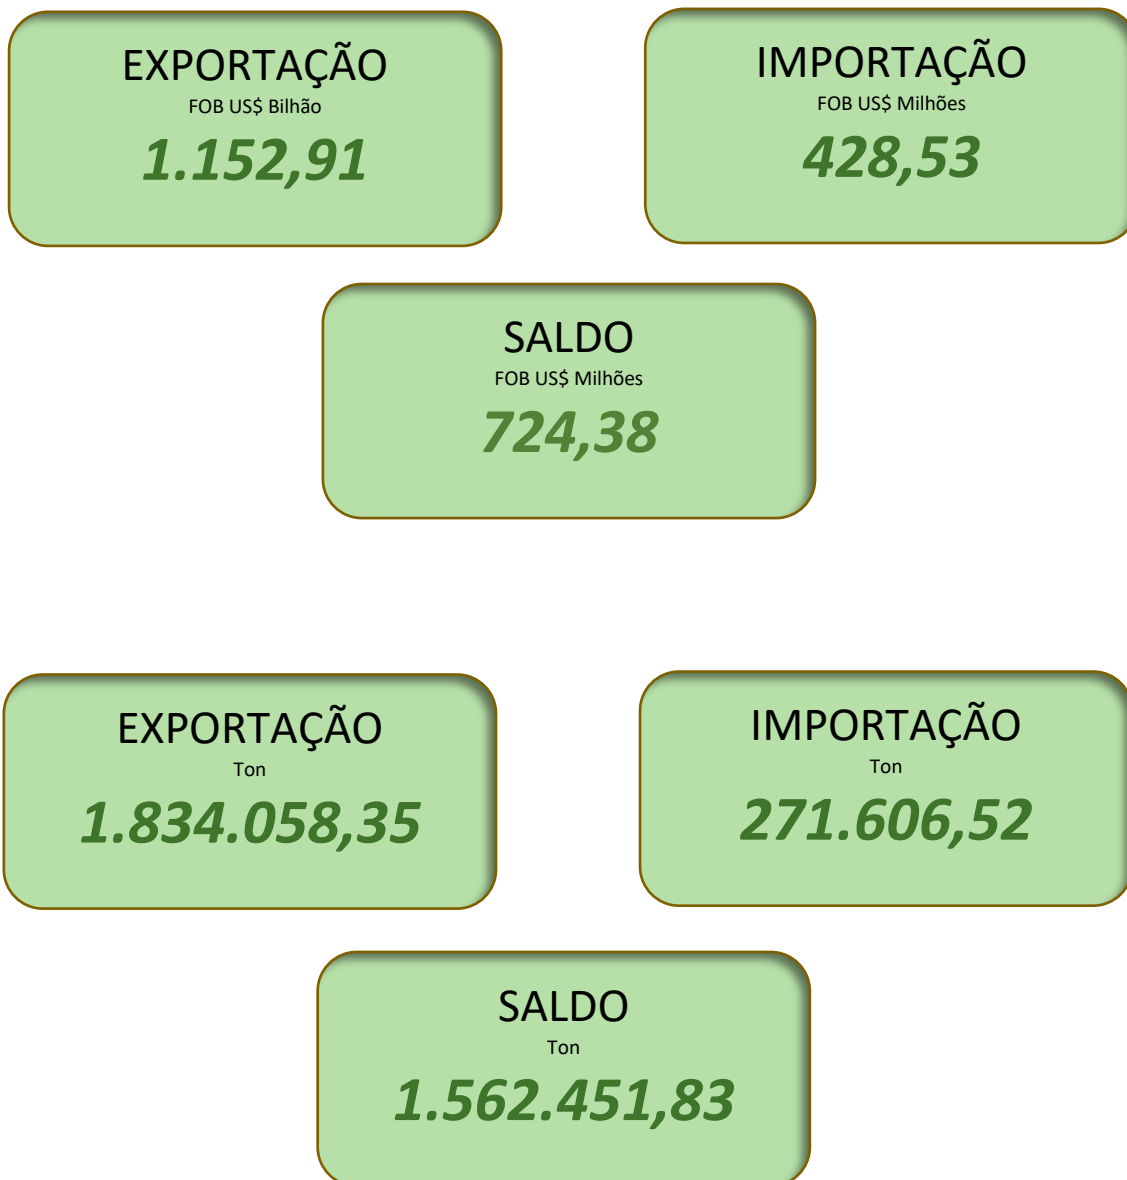 EXPORTAÇÃO
FOB US$ Bilhão
1.152,91
IMPORTAÇÃO
FOB US$ Milhões
428,53
SALDO
FOB US$ Milhões
724,38
EXPORTAÇÃO
Ton
1.834.058,35
IMPORTAÇÃO
Ton
271.606,52
SALDO
Ton
1.562.451,83